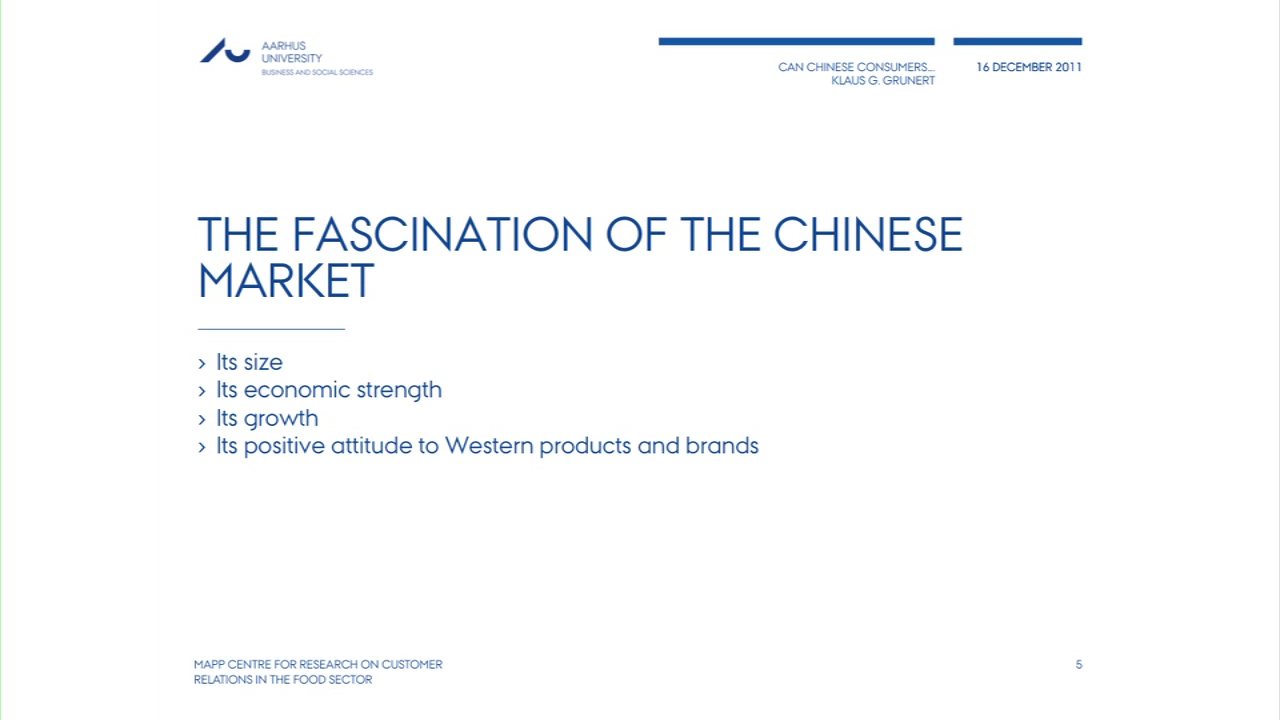 AARHUS
UNIVERSITY
BUSINESS AND SOCIAL SCIENCES
CAN CHINESE CONSUMERS...
KLAUS G. GRUNERT
16 DECEMBER 2011
THE FASCINATION OF THE CHINESE
MARKET
› Its size
› Its economic strength
› Its growth
› Its positive attitude to Western products and brands
MAPP CENTRE FOR RESEARCH ON CUSTOMER
RELATIONS IN THE FOOD SECTOR
5